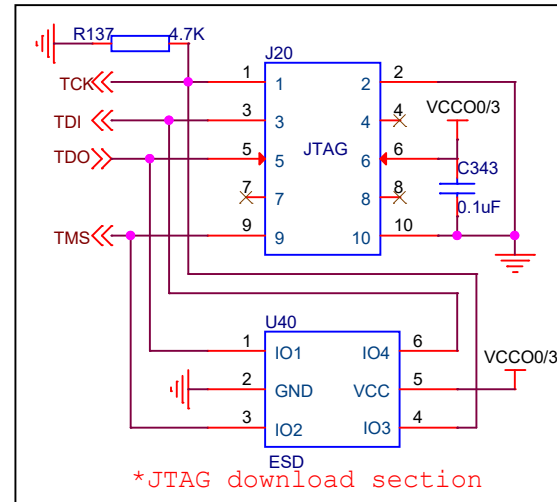 R137 4.7K
J20
TCK 1 1 2 2
TDI 3 3 4 4
VCCO0/3
TDO 5 5 JTAG 6 6
C343
7 7 8 8
0.1uF
TMS 9 9 10 10
U40
1 IO1 IO4 6
VCCO0/3
2 GND VCC 5
3 IO2 IO3 4
ESD
*JTAG download section